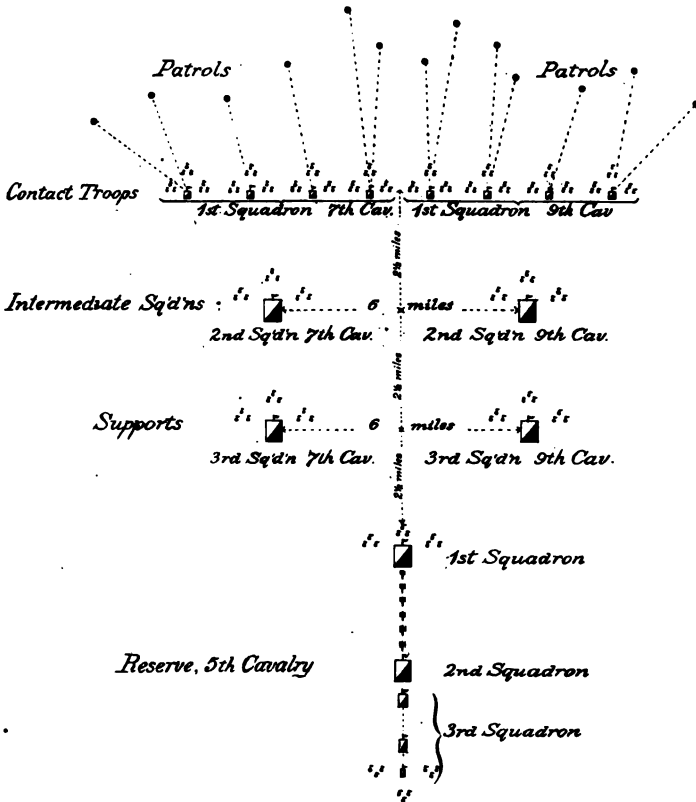 Patrols Patrols
Contact Troops
1st Squadron 7th Cav. 1st Squadron 9th Cav
2½ miles
Intermediate Sq'd'ns
6 miles
2nd Sq'd'n 7th Cav. 2nd Sq'd'n 9th Cav.
2½ miles
Supports
6 miles
3rd Sq'd'n 7th Cav. 3rd Sq'd'n 9th Cav.
2½ miles
1st Squadron
Reserve, 5th Cavalry
2nd Squadron
3rd Squadron